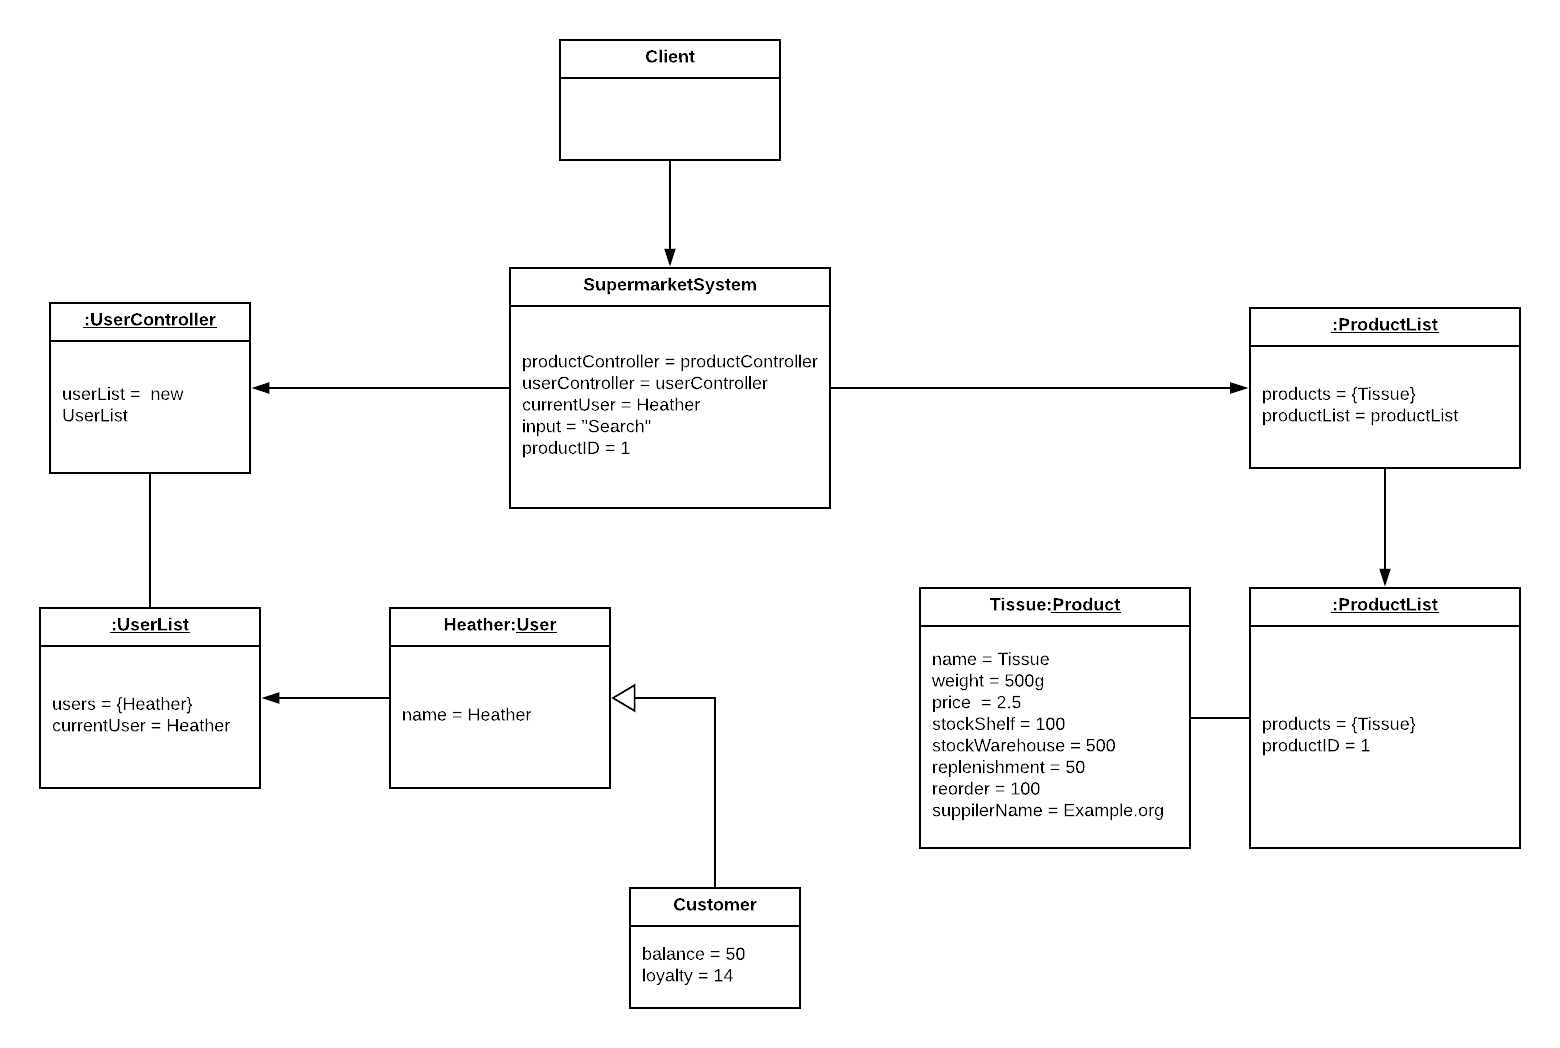 Client
SupermarketSystem
productController = productController
userController = userController
currentUser = Heather
input = ”Search"
productID = 1
:UserController
userList =  new
UserList
:ProductList
products = {Tissue}
productList = productList
:UserList
users = {Heather}
currentUser = Heather
Heather:User
name = Heather
Tissue:Product
name = Tissue
weight = 500g
price  = 2.5
stockShelf = 100
stockWarehouse = 500
replenishment = 50
reorder = 100
suppilerName = Example.org
:ProductList
products = {Tissue}
productID = 1
Customer
balance = 50
loyalty = 14